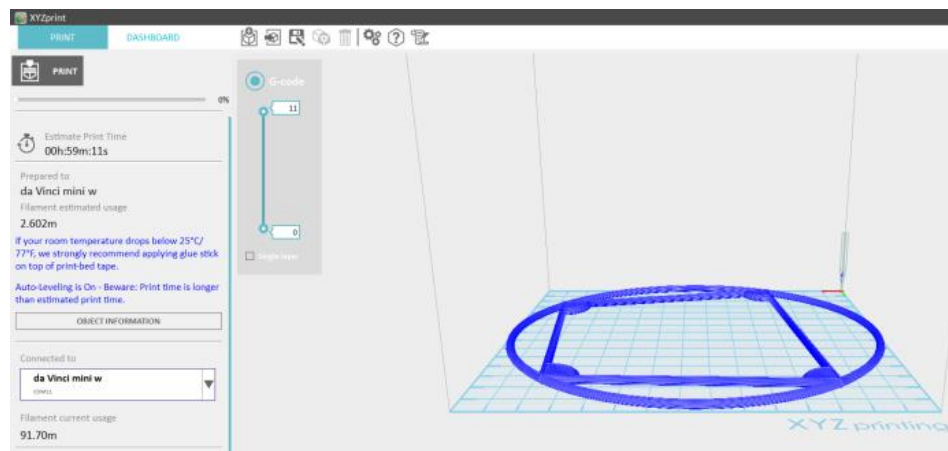 XYZprint
PRINT
DASHBOARD
PRINT
0%
Estimate Print Time
00h:59m:11s
Prepared to
da Vinci mini w
Filament estimated usage
2.602m
If your room temperature drops below 25°C/
77°F, we strongly recommend applying glue stick
on top of print-bed tape.
Auto-Leveling is On - Beware: Print time is longer
than estimated print time.
OBJECT INFORMATION
Connected to
da Vinci mini w
Filament current usage
91.70m
G-code
11
0
Single layer
XYZprinting